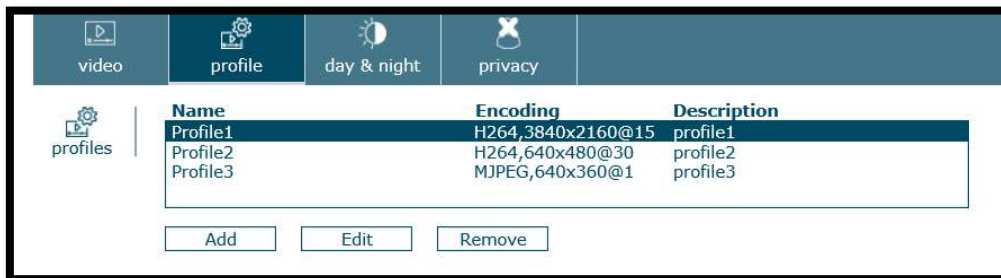 video profile day & night privacy
profiles
Name Encoding Description
Profile1 H264,3840x2160@15 profile1
Profile2 H264,640x480@30 profile2
Profile3 MJPEG,640x360@1 profile3
Add Edit Remove